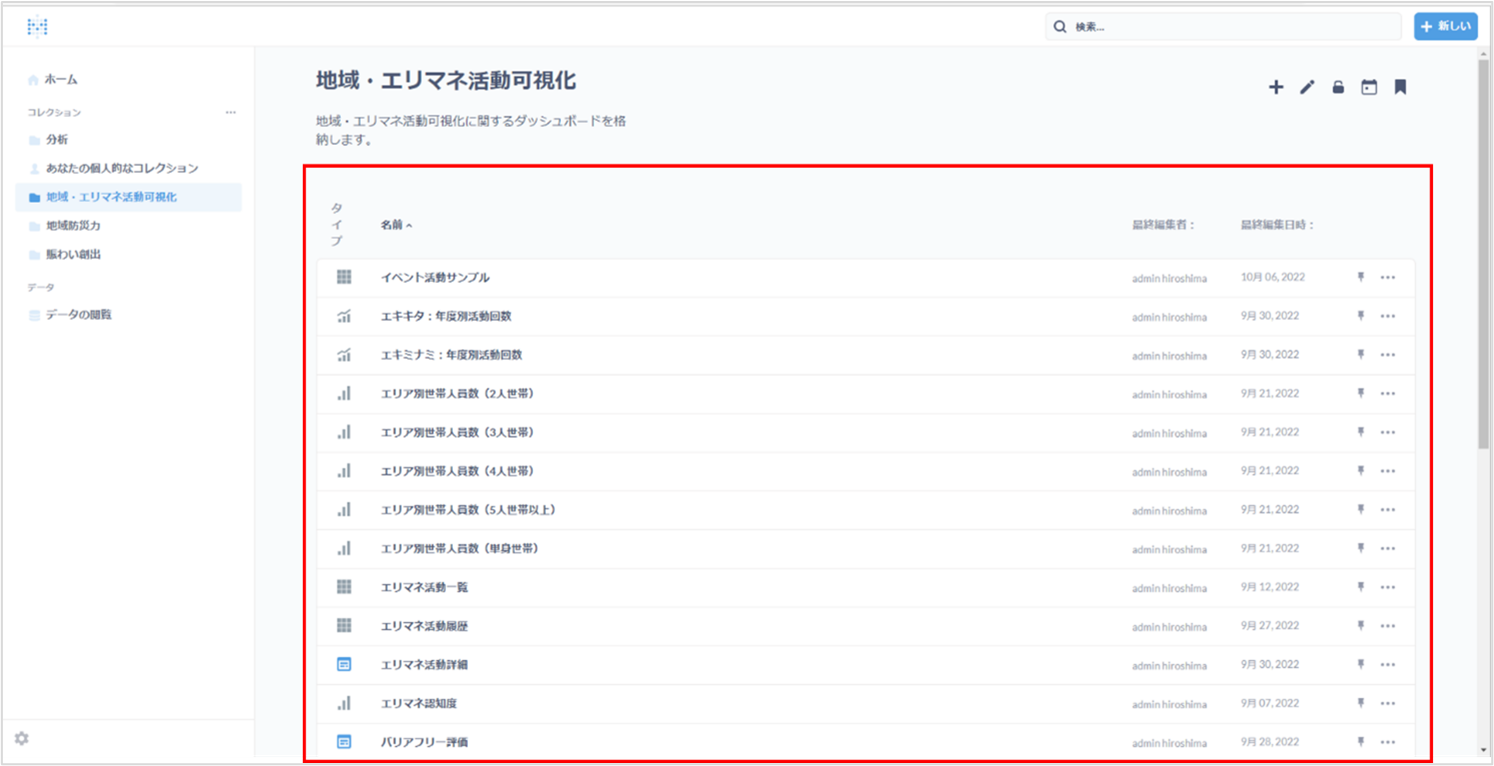 検索...
+ 新しい
ホーム
コレクション
...
分析
あなたの個人的なコレクション
地域・エリマネ活動可視化
地域防災力
賑わい創出
データ
データの閲覧
地域・エリマネ活動可視化
地域・エリマネ活動可視化に関するダッシュボードを格
納します。
タイプ 名前 最終編集者： 最終編集日時：
イベント活動サンプル admin hiroshima 10月 06, 2022
エキキタ：年度別活動回数 admin hiroshima 9月 30, 2022
エキミナミ：年度別活動回数 admin hiroshima 9月 30, 2022
エリア別世帯人員数（2人世帯） admin hiroshima 9月 21, 2022
エリア別世帯人員数（3人世帯） admin hiroshima 9月 21, 2022
エリア別世帯人員数（4人世帯） admin hiroshima 9月 21, 2022
エリア別世帯人員数（5人世帯以上） admin hiroshima 9月 21, 2022
エリア別世帯人員数（単身世帯） admin hiroshima 9月 21, 2022
エリマネ活動一覧 admin hiroshima 9月 12, 2022
エリマネ活動履歴 admin hiroshima 9月 27, 2022
エリマネ活動詳細 admin hiroshima 9月 30, 2022
エリマネ認知度 admin hiroshima 9月 07, 2022
バリアフリー評価 admin hiroshima 9月 28, 2022